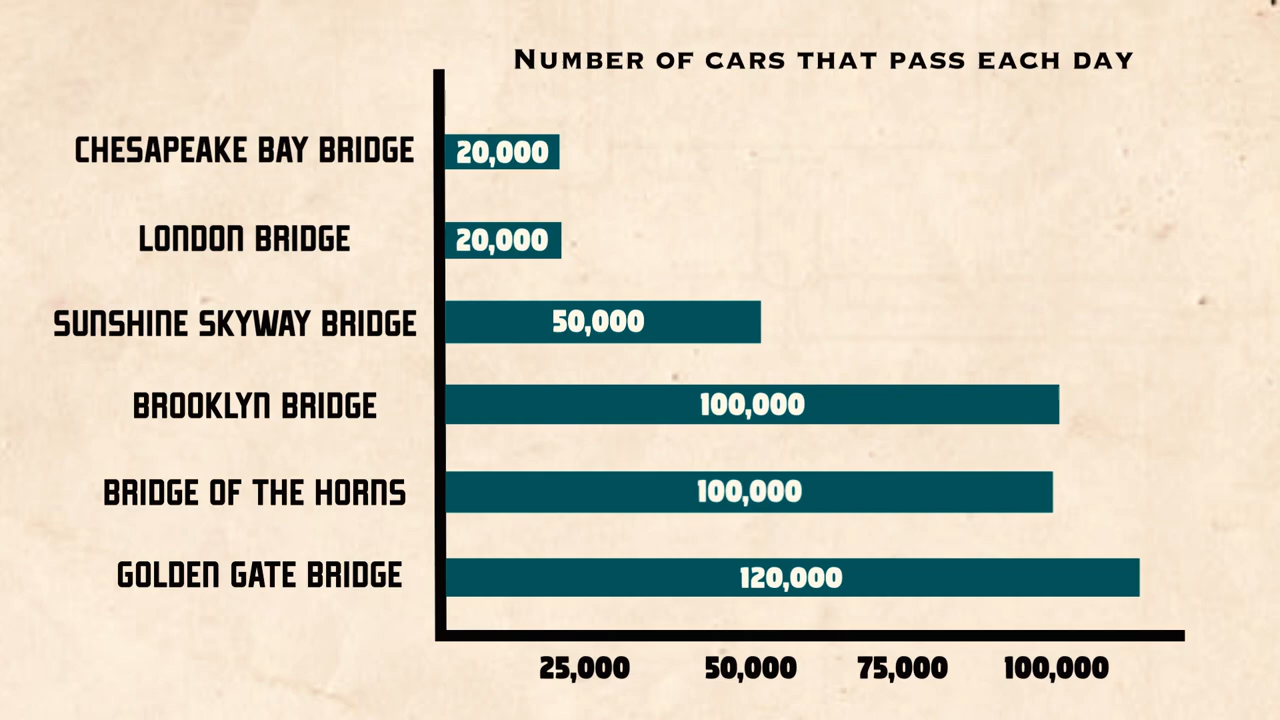 Number of cars that pass each day
CHESAPEAKE BAY BRIDGE 20,000
LONDON BRIDGE 20,000
SUNSHINE SKYWAY BRIDGE 50,000
BROOKLYN BRIDGE 100,000
BRIDGE OF THE HORNS 100,000
GOLDEN GATE BRIDGE 120,000
25,000 50,000 75,000 100,000